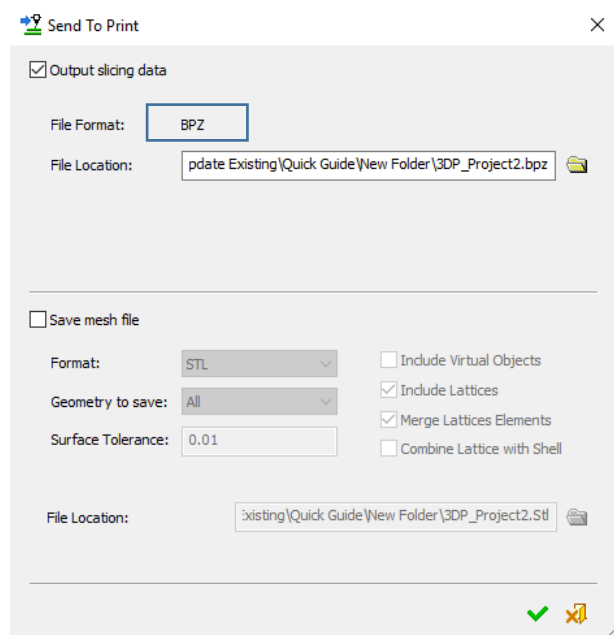 Send To Print
Output slicing data
File Format: BPZ
File Location: pdate Existing\Quick Guide\New Folder\3DP_Project2.bpz
Save mesh file
Format: STL Include Virtual Objects
Include Lattices
Geometry to save: All
Merge Lattices Elements
Surface Tolerance: 0.01
Combine Lattice with Shell
File Location: Existing\Quick Guide\New Folder\3DP_Project2.Stl